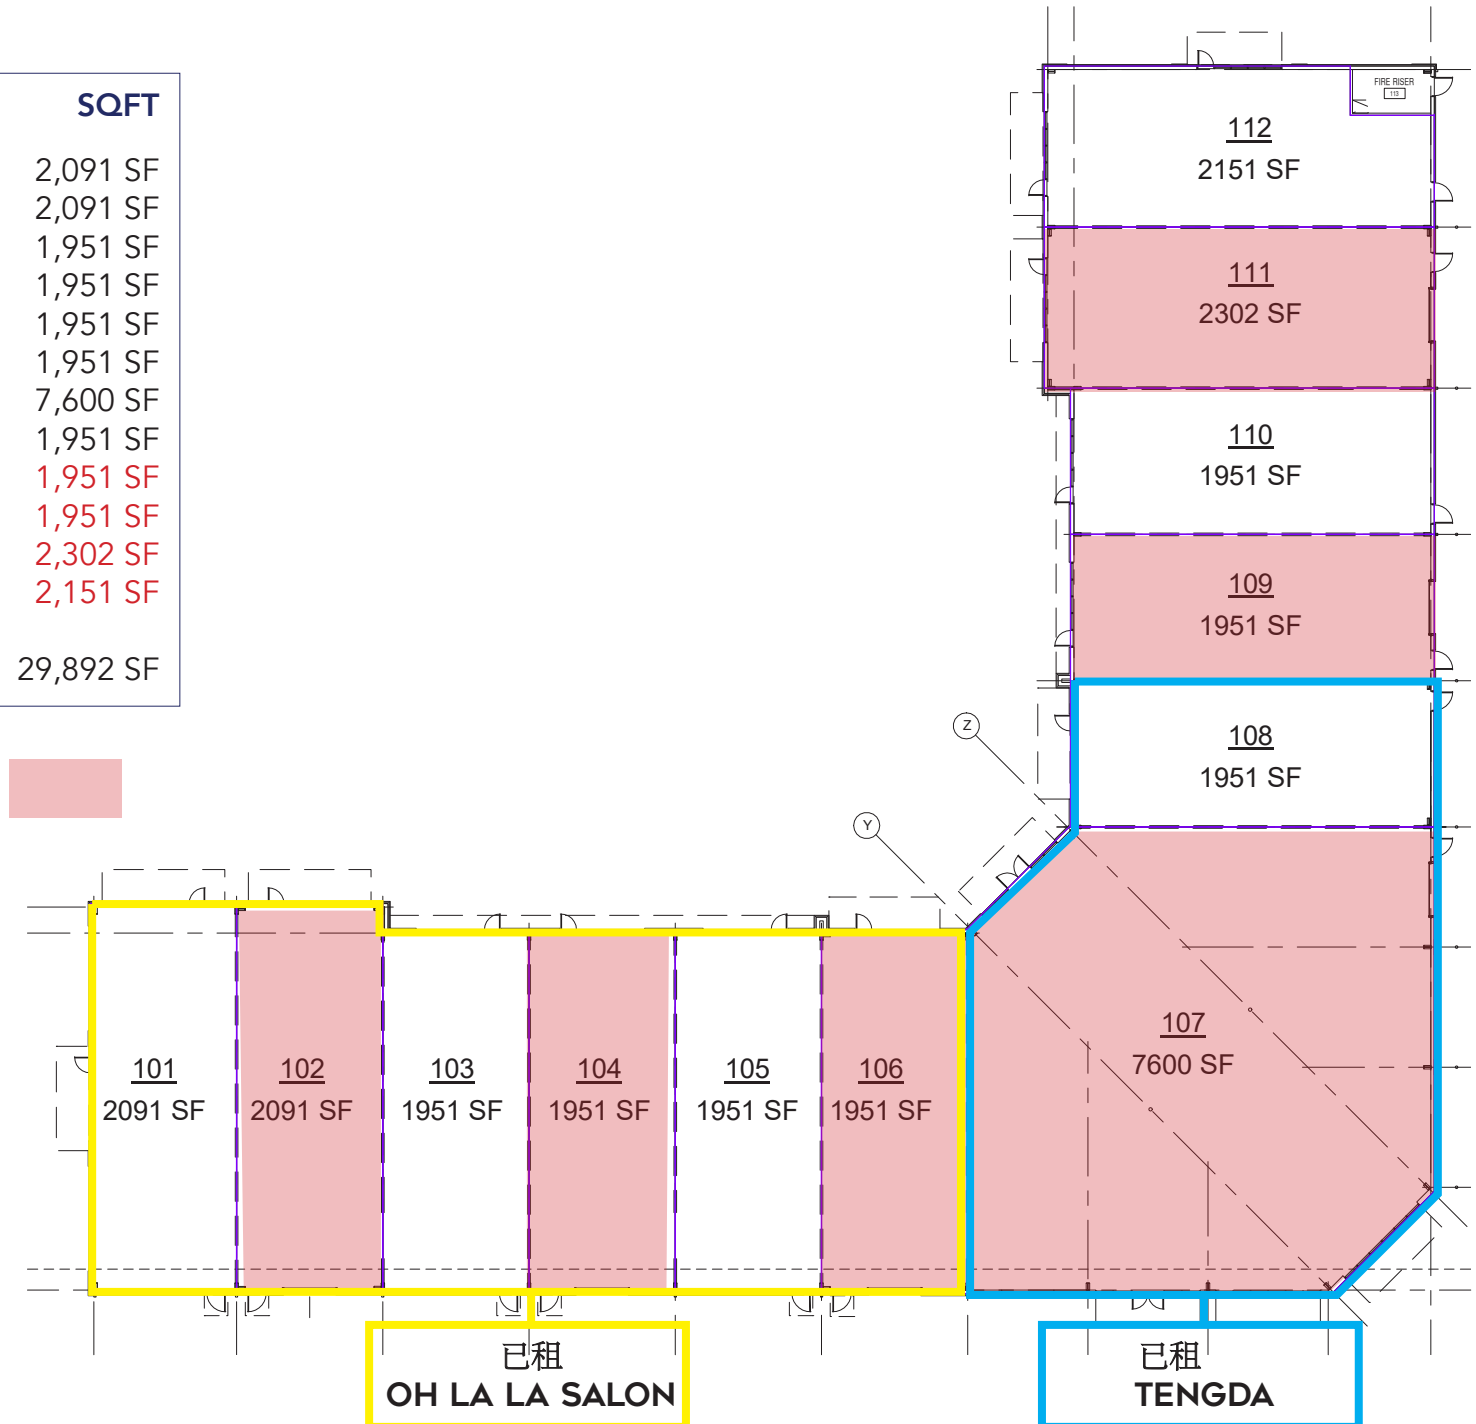 SQFT
2,091 SF
2,091 SF
1,951 SF
1,951 SF
1,951 SF
1,951 SF
7,600 SF
1,951 SF
1,951 SF
1,951 SF
2,302 SF
2,151 SF
29,892 SF
FIRE RISER
113
112
2151 SF
111
2302 SF
110
1951 SF
109
1951 SF
108
1951 SF
Z
Y
107
7600 SF
101
2091 SF
102
2091 SF
103
1951 SF
104
1951 SF
105
1951 SF
106
1951 SF
已租
OH LA LA SALON
已租
TENGDA